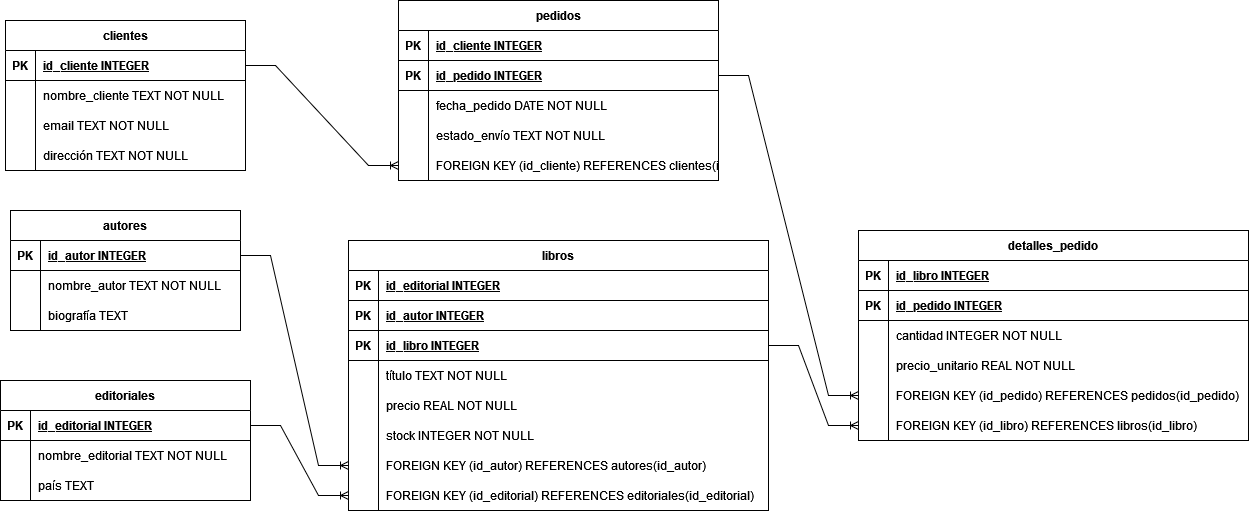 clientes
PK id_cliente INTEGER
nombre_cliente TEXT NOT NULL
email TEXT NOT NULL
dirección TEXT NOT NULL
pedidos
PK id_cliente INTEGER
PK id_pedido INTEGER
fecha_pedido DATE NOT NULL
estado_envío TEXT NOT NULL
FOREIGN KEY (id_cliente) REFERENCES clientes(i
autores
PK id_autor INTEGER
nombre_autor TEXT NOT NULL
biografía TEXT
libros
PK id_editorial INTEGER
PK id_autor INTEGER
PK id_libro INTEGER
título TEXT NOT NULL
precio REAL NOT NULL
stock INTEGER NOT NULL
FOREIGN KEY (id_autor) REFERENCES autores(id_autor)
FOREIGN KEY (id_editorial) REFERENCES editoriales(id_editorial)
detalles_pedido
PK id_libro INTEGER
PK id_pedido INTEGER
cantidad INTEGER NOT NULL
precio_unitario REAL NOT NULL
FOREIGN KEY (id_pedido) REFERENCES pedidos(id_pedido)
FOREIGN KEY (id_libro) REFERENCES libros(id_libro)
editoriales
PK id_editorial INTEGER
nombre_editorial TEXT NOT NULL
país TEXT